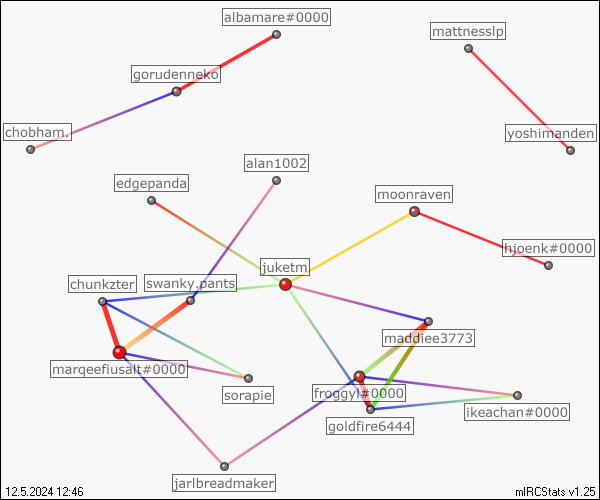 albamare#0000
mattnesslp
gorudenneko
chobham.
yoshimanden
alan1002
edgepanda
moonraven
hjoenk#0000
juketm
chunkzter
swanky.pants
maddiee3773
marqeefiusalt#0000
sorapie
froggyl#0000
ikeachan#0000
goldfire6444
jarlbreadmaker
12.5.2024 12:46
mIRCStats v1.25